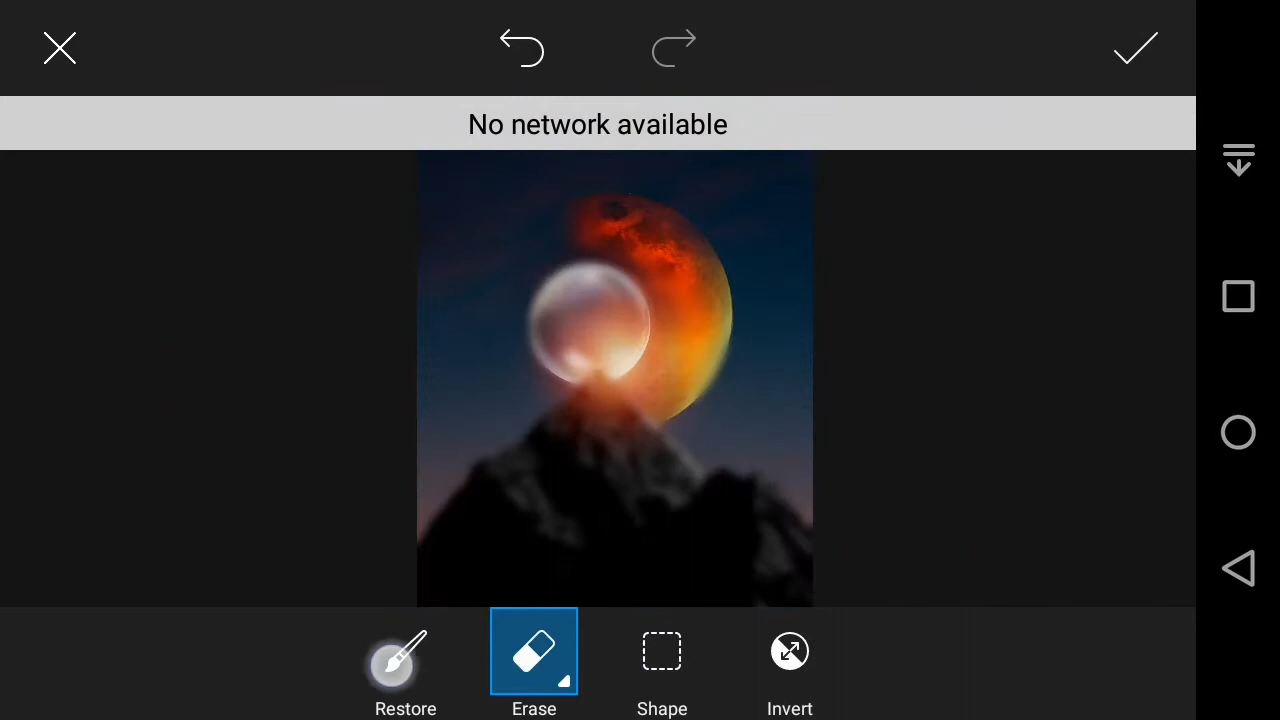 No network available
Restore
Erase
Shape
Invert